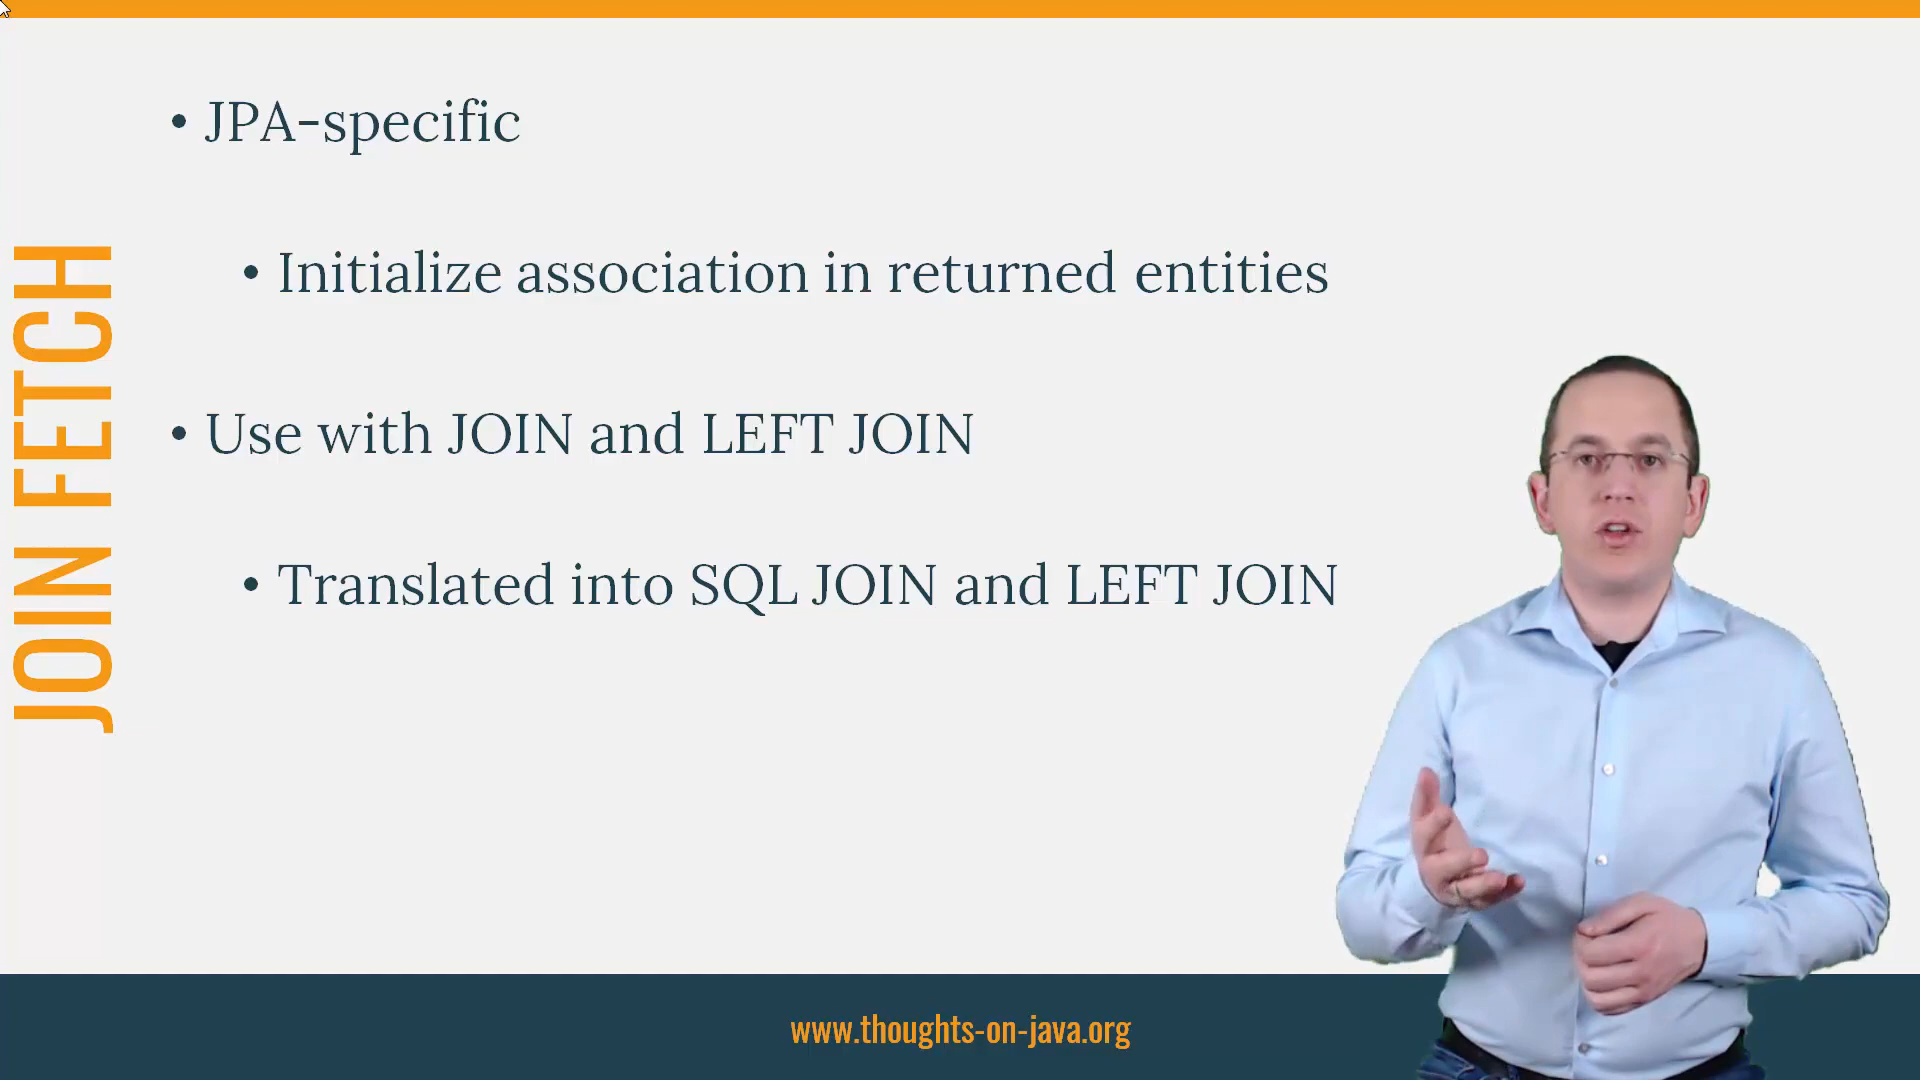 JOIN FETCH
• JPA-specific
• Initialize association in returned entities
• Use with JOIN and LEFT JOIN
• Translated into SQL JOIN and LEFT JOIN
www.thoughts-on-java.org